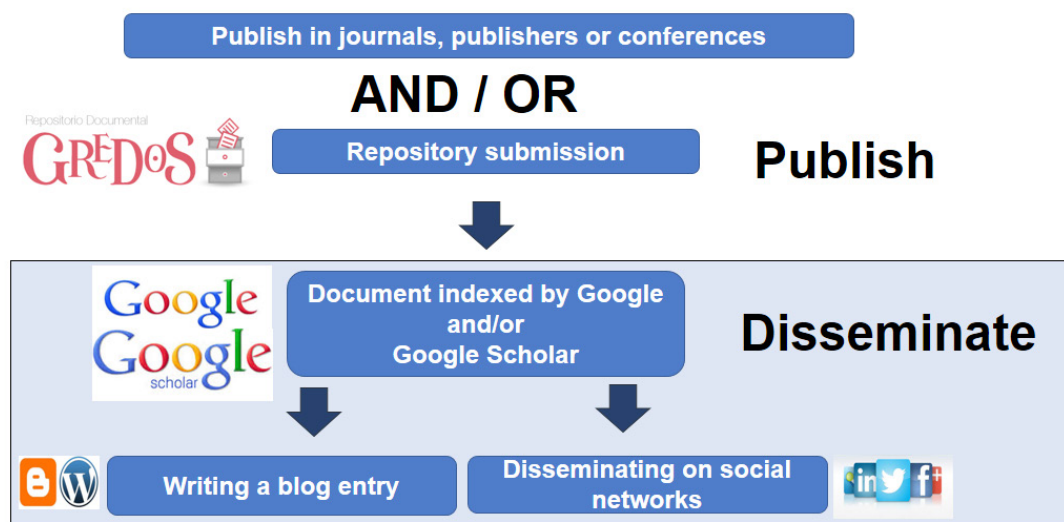 Publish in journals, publishers or conferences
AND / OR
Repositorio Documental
GREDOS
Repository submission
Publish
Google
Google
scholar
Document indexed by Google
and/or
Google Scholar
Disseminate
B
W
Writing a blog entry
Disseminating on social
networks
in
f
+